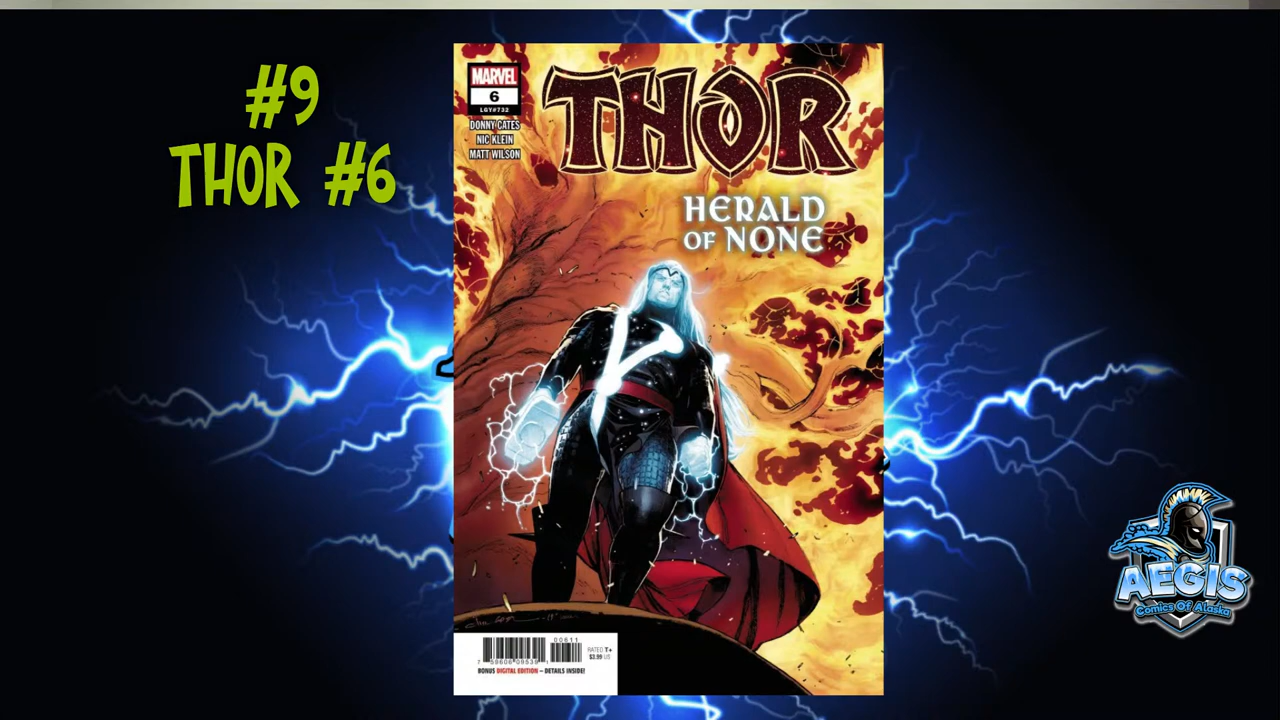 #9
THOR #6
MARVEL
6
LGY#732
DONNY CATES
NIC KLEIN
MATT WILSON
THOR
HERALD
OF NONE
00611
RATED T+
$3.99 US
BONUS DIGITAL EDITION – DETAILS INSIDE!
AEGIS
Comics Of Alaska